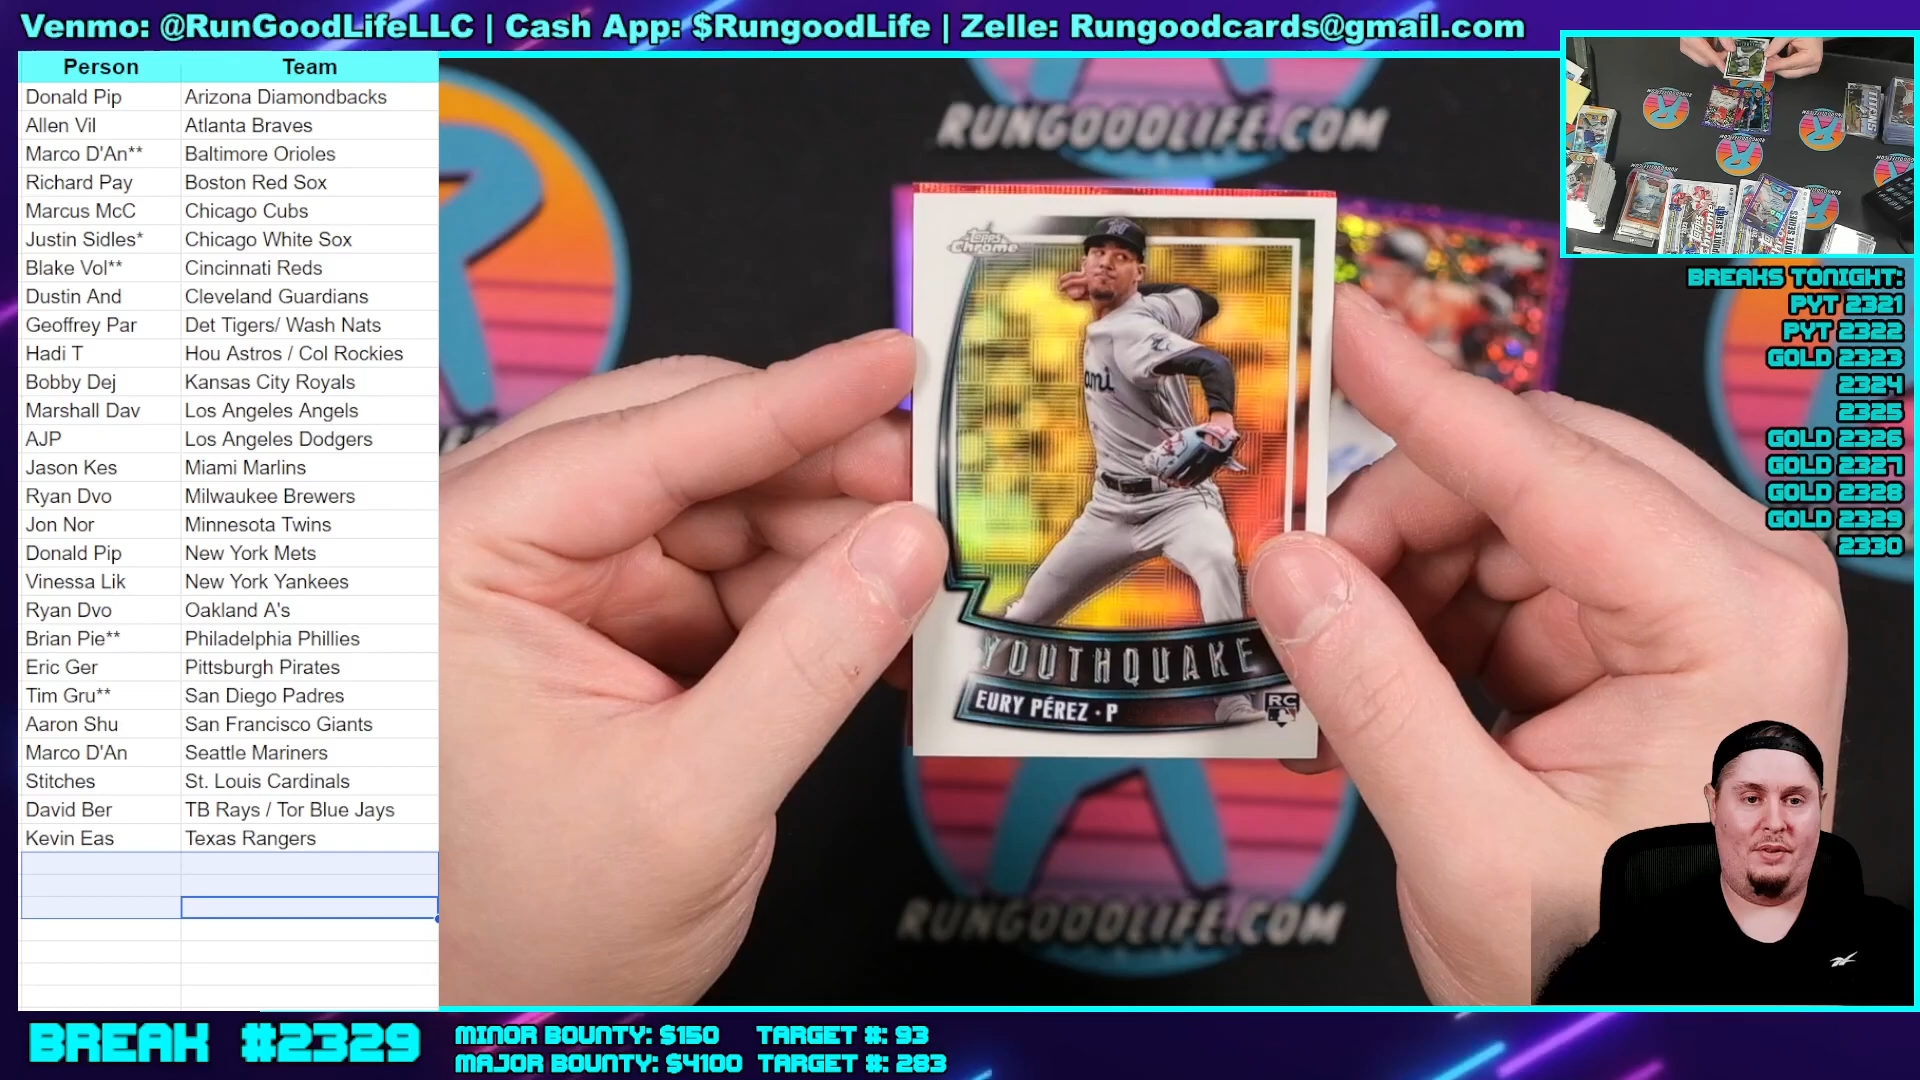 Venmo: @RunGoodLifeLLC | Cash App: $RungoodLife | Zelle: Rungoodcards@gmail.com
Person Team
Donald Pip Arizona Diamondbacks
Allen Vil Atlanta Braves
Marco D'An** Baltimore Orioles
Richard Pay Boston Red Sox
Marcus McC Chicago Cubs
Justin Sidles* Chicago White Sox
Blake Vol** Cincinnati Reds
Dustin And Cleveland Guardians
Geoffrey Par Det Tigers/ Wash Nats
Hadi T Hou Astros / Col Rockies
Bobby Dej Kansas City Royals
Marshall Dav Los Angeles Angels
AJP Los Angeles Dodgers
Jason Kes Miami Marlins
Ryan Dvo Milwaukee Brewers
Jon Nor Minnesota Twins
Donald Pip New York Mets
Vinessa Lik New York Yankees
Ryan Dvo Oakland A's
Brian Pie** Philadelphia Phillies
Eric Ger Pittsburgh Pirates
Tim Gru** San Diego Padres
Aaron Shu San Francisco Giants
Marco D'An Seattle Mariners
Stitches St. Louis Cardinals
David Ber TB Rays / Tor Blue Jays
Kevin Eas Texas Rangers
RUNGOODLIFE.COM
Topps Chrome
ami
YOUTHQUAKE
EURY PÉREZ · P
RC
RUNGOODLIFE.COM
BREAKS TONIGHT:
PYT 2321
PYT 2322
GOLD 2323
2324
2325
GOLD 2326
GOLD 2327
GOLD 2328
GOLD 2329
2330
BREAK #2329
MINOR BOUNTY: $150 TARGET #: 93
MAJOR BOUNTY: $4100 TARGET #: 283